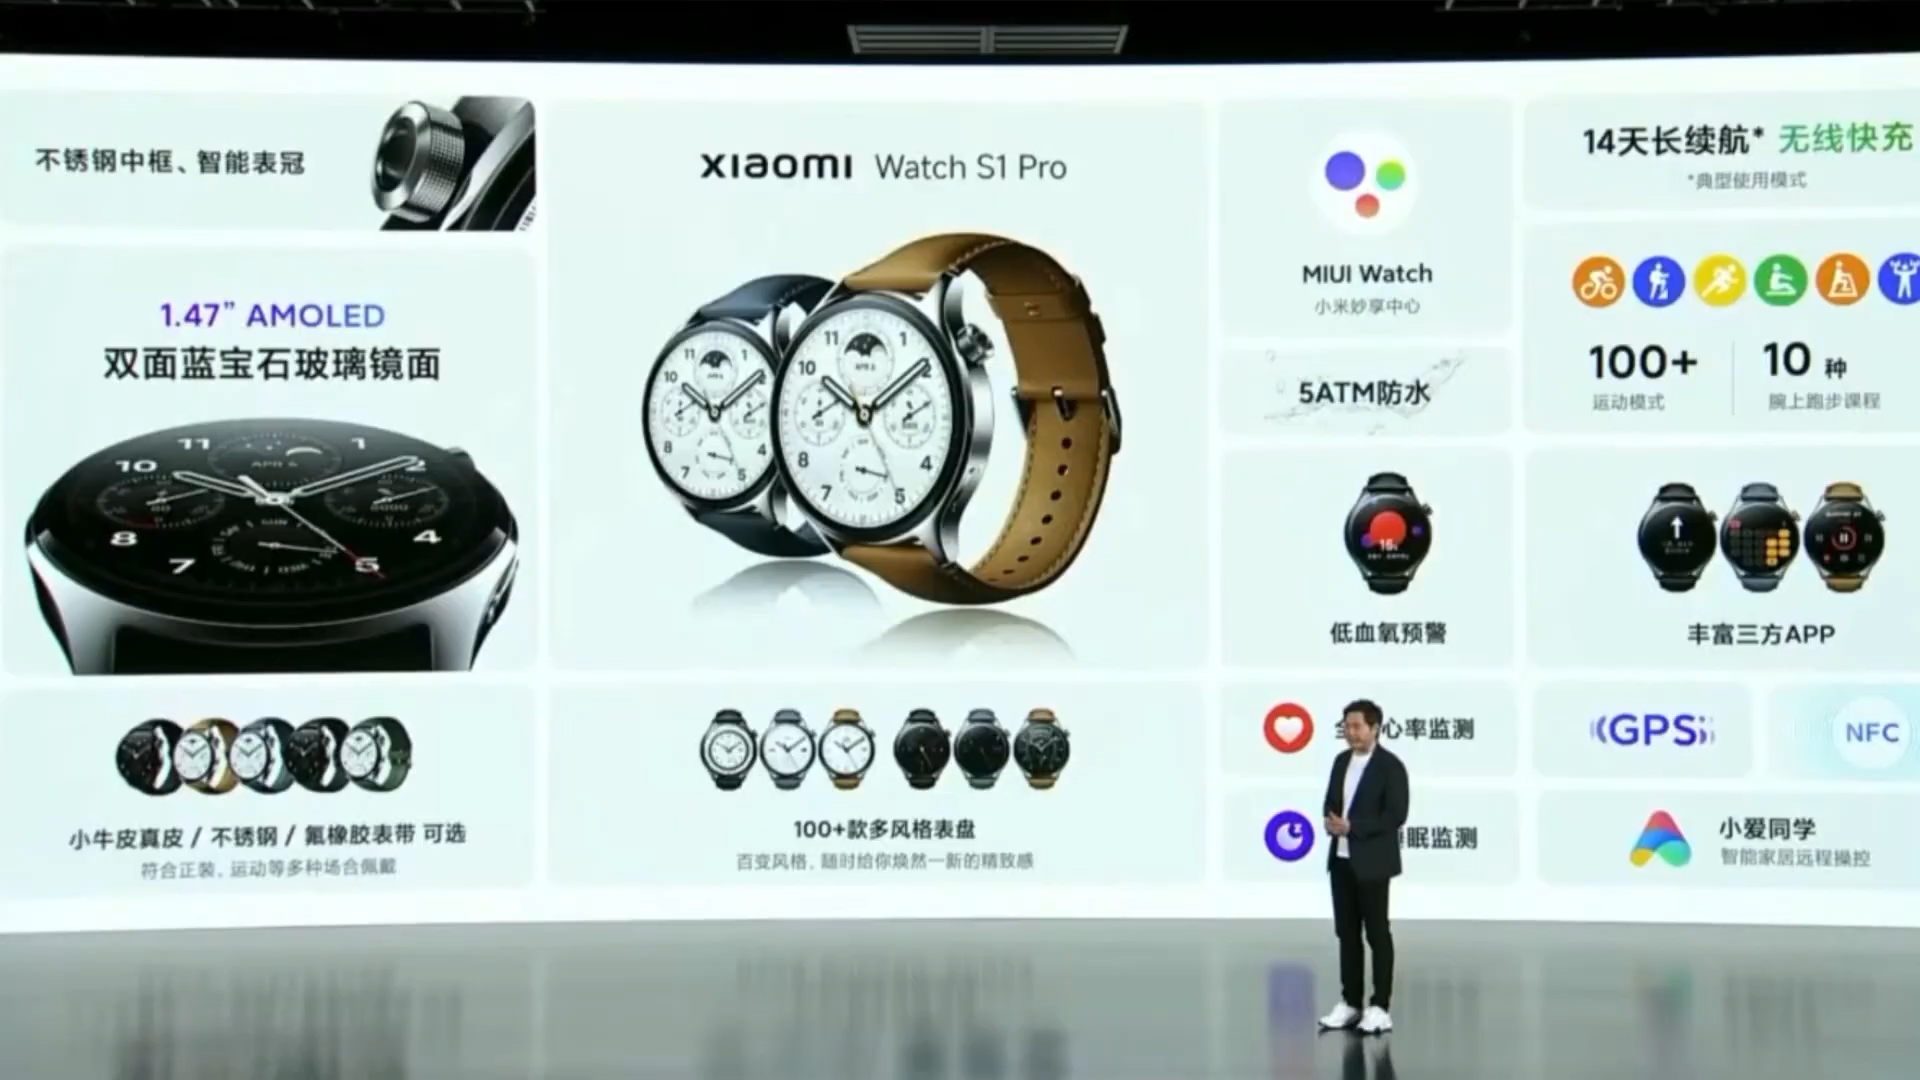 不锈钢中框、智能表冠
1.47” AMOLED
双面蓝宝石玻璃镜面
小牛皮真皮 / 不锈钢 / 氟橡胶表带 可选
符合正装、运动等多种场合佩戴
xiaomi Watch S1 Pro
100+款多风格表盘
百变风格，随时给你焕然一新的精致感
MIUI Watch
小米妙享中心
5ATM防水
低血氧预警
心率监测
眠监测
14天长续航* 无线快充
*典型使用模式
100+
运动模式
10 种
腕上跑步课程
丰富三方APP
GPS
NFC
小爱同学
智能家居远程操控